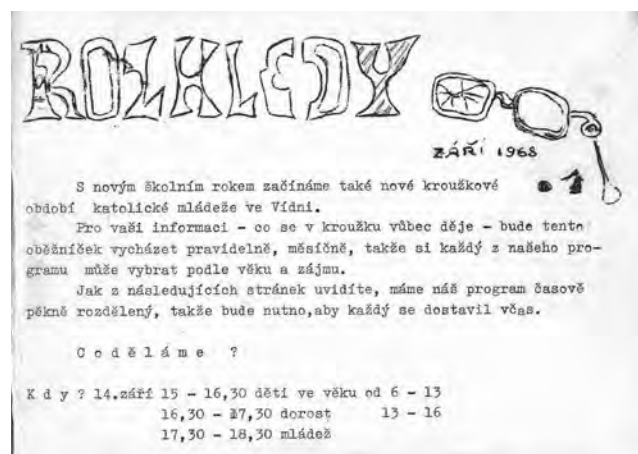 ROZHLEDY
ZÁŘÍ 1968
. 1
S novým školním rokem začínáme také nové kroužkové
období katolické mládeže ve Vídni.
Pro vaši informaci - co se v kroužku vůbec děje - bude tento
oběžníček vycházet pravidelně, měsíčně, takže si každý z našeho pro-
gramu může vybrat podle věku a zájmu.
Jak z následujících stránek uvidíte, máme náš program časově
pěkně rozdělený, takže bude nutno,aby každý se dostavil včas.
C o d ě l á m e ?
K d y ? 14.září 15 - 16,30 děti ve věku od 6 - 13
16,30 - 17,30 dorost 13 - 16
17,30 - 18,30 mládež